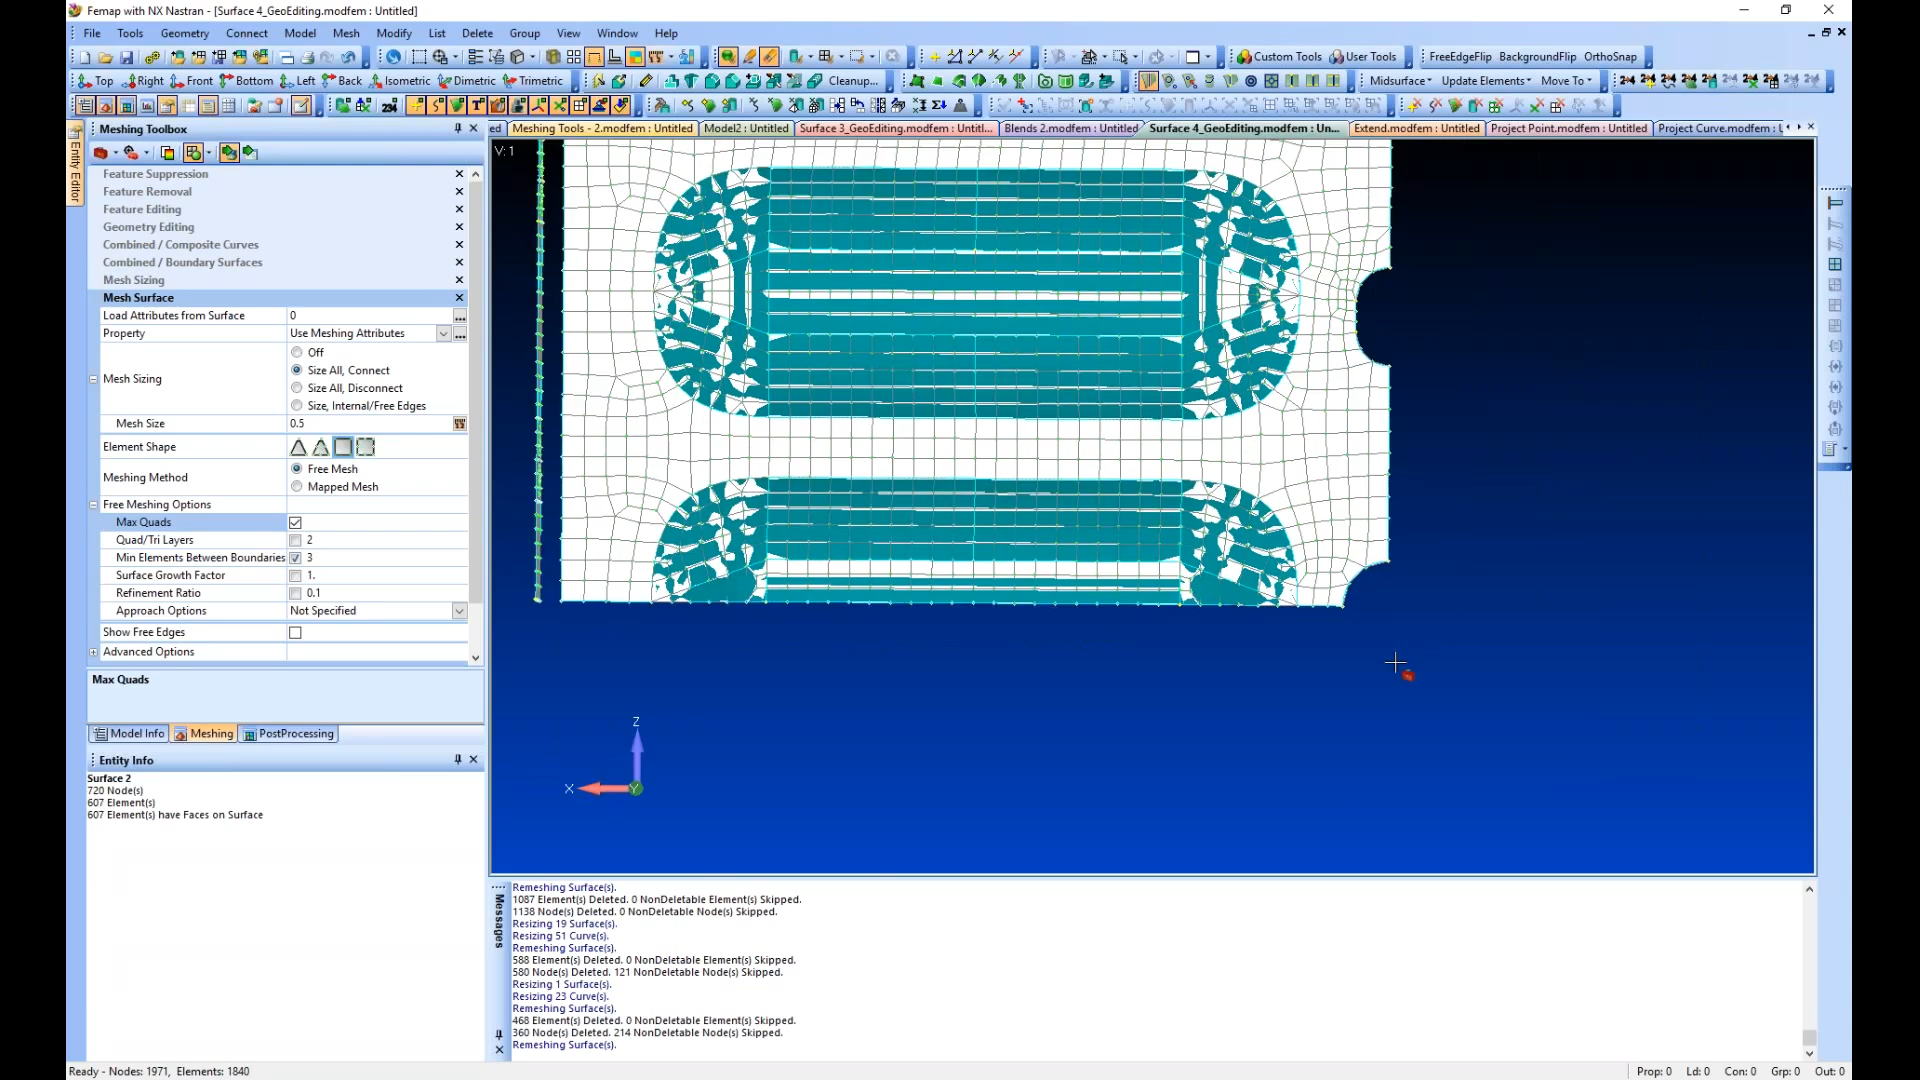 Femap with NX Nastran - [Surface 4_GeoEditing.modfem : Untitled]
File Tools Geometry Connect Model Mesh Modify List Delete Group View Window Help
Custom Tools User Tools FreeEdgeFlip BackgroundFlip OrthoSnap
Top Right Front Bottom Left Back Isometric Dimetric Trimetric Cleanup... Midsurface Update Elements Move To
234
Entity Editor
Meshing Toolbox
ed Meshing Tools - 2.modfem : Untitled Model2 : Untitled Surface 3_GeoEditing.modfem : Untitl... Blends 2.modfem : Untitled Surface 4_GeoEditing.modfem : Un... Extend.modfem : Untitled Project Point.modfem : Untitled Project Curve.modfem : U
V: 1
Feature Suppression
Feature Removal
Feature Editing
Geometry Editing
Combined / Composite Curves
Combined / Boundary Surfaces
Mesh Sizing
Mesh Surface
Load Attributes from Surface 0
Property Use Meshing Attributes
Mesh Sizing
Off
Size All, Connect
Size All, Disconnect
Size, Internal/Free Edges
Mesh Size 0.5
Element Shape
Meshing Method
Free Mesh
Mapped Mesh
Free Meshing Options
Max Quads
Quad/Tri Layers 2
Min Elements Between Boundaries 3
Surface Growth Factor 1.
Refinement Ratio 0.1
Approach Options Not Specified
Show Free Edges
Advanced Options
Max Quads
Model Info Meshing PostProcessing
Entity Info
Surface 2
720 Node(s)
607 Element(s)
607 Element(s) have Faces on Surface
Z
X
Y
Messages
Remeshing Surface(s).
1087 Element(s) Deleted. 0 NonDeletable Element(s) Skipped.
1138 Node(s) Deleted. 0 NonDeletable Node(s) Skipped.
Resizing 19 Surface(s).
Resizing 51 Curve(s).
Remeshing Surface(s).
588 Element(s) Deleted. 0 NonDeletable Element(s) Skipped.
580 Node(s) Deleted. 121 NonDeletable Node(s) Skipped.
Resizing 1 Surface(s).
Resizing 23 Curve(s).
Remeshing Surface(s).
468 Element(s) Deleted. 0 NonDeletable Element(s) Skipped.
360 Node(s) Deleted. 214 NonDeletable Node(s) Skipped.
Remeshing Surface(s).
Ready - Nodes: 1971, Elements: 1840
Prop: 0 Ld: 0 Con: 0 Grp: 0 Out: 0